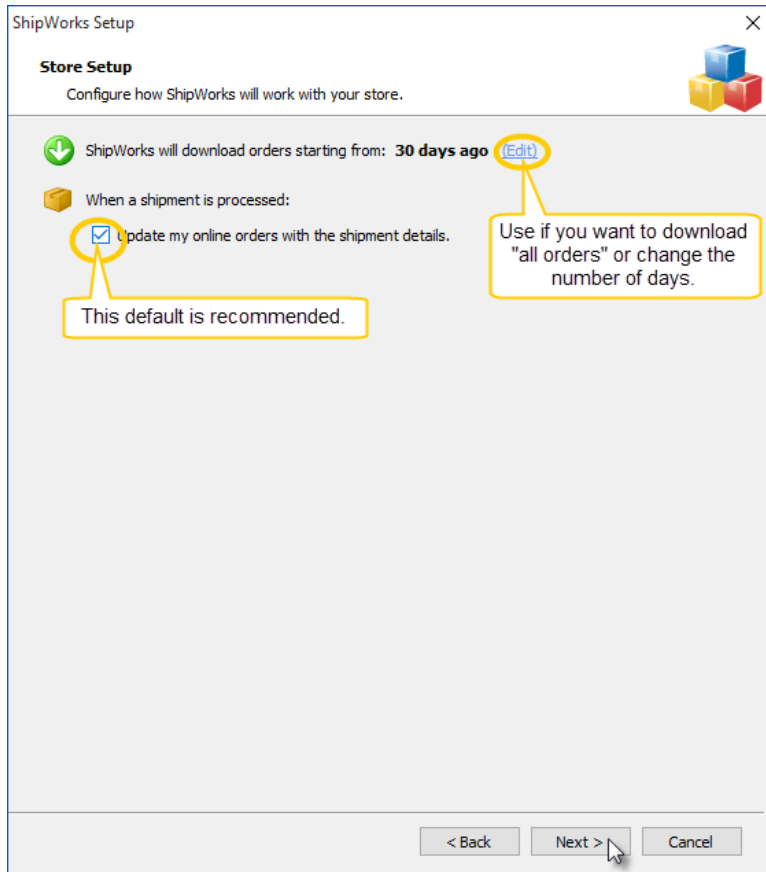 ShipWorks Setup
Store Setup
Configure how ShipWorks will work with your store.
ShipWorks will download orders starting from: 30 days ago (Edit)
When a shipment is processed:
Update my online orders with the shipment details.
Use if you want to download
"all orders" or change the
number of days.
This default is recommended.
< Back
Next >
Cancel